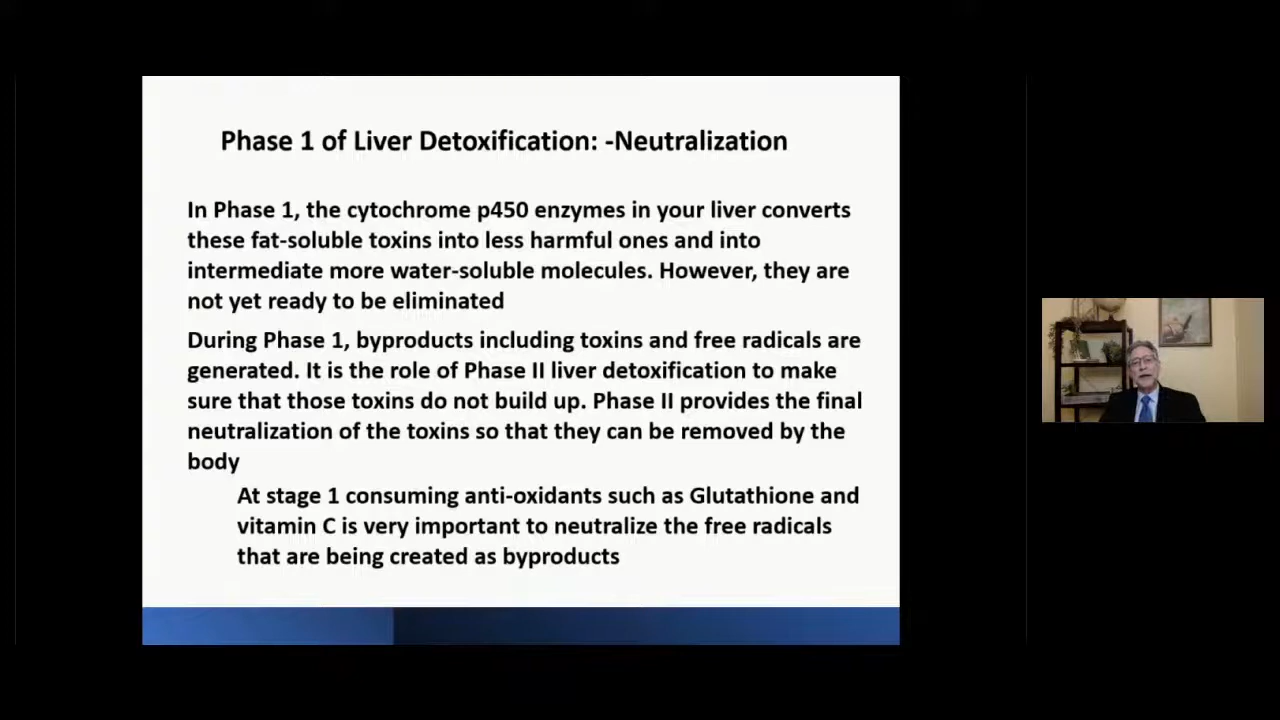 Phase 1 of Liver Detoxification: -Neutralization
In Phase 1, the cytochrome p450 enzymes in your liver converts
these fat-soluble toxins into less harmful ones and into
intermediate more water-soluble molecules. However, they are
not yet ready to be eliminated
During Phase 1, byproducts including toxins and free radicals are
generated. It is the role of Phase II liver detoxification to make
sure that those toxins do not build up. Phase II provides the final
neutralization of the toxins so that they can be removed by the
body
At stage 1 consuming anti-oxidants such as Glutathione and
vitamin C is very important to neutralize the free radicals
that are being created as byproducts